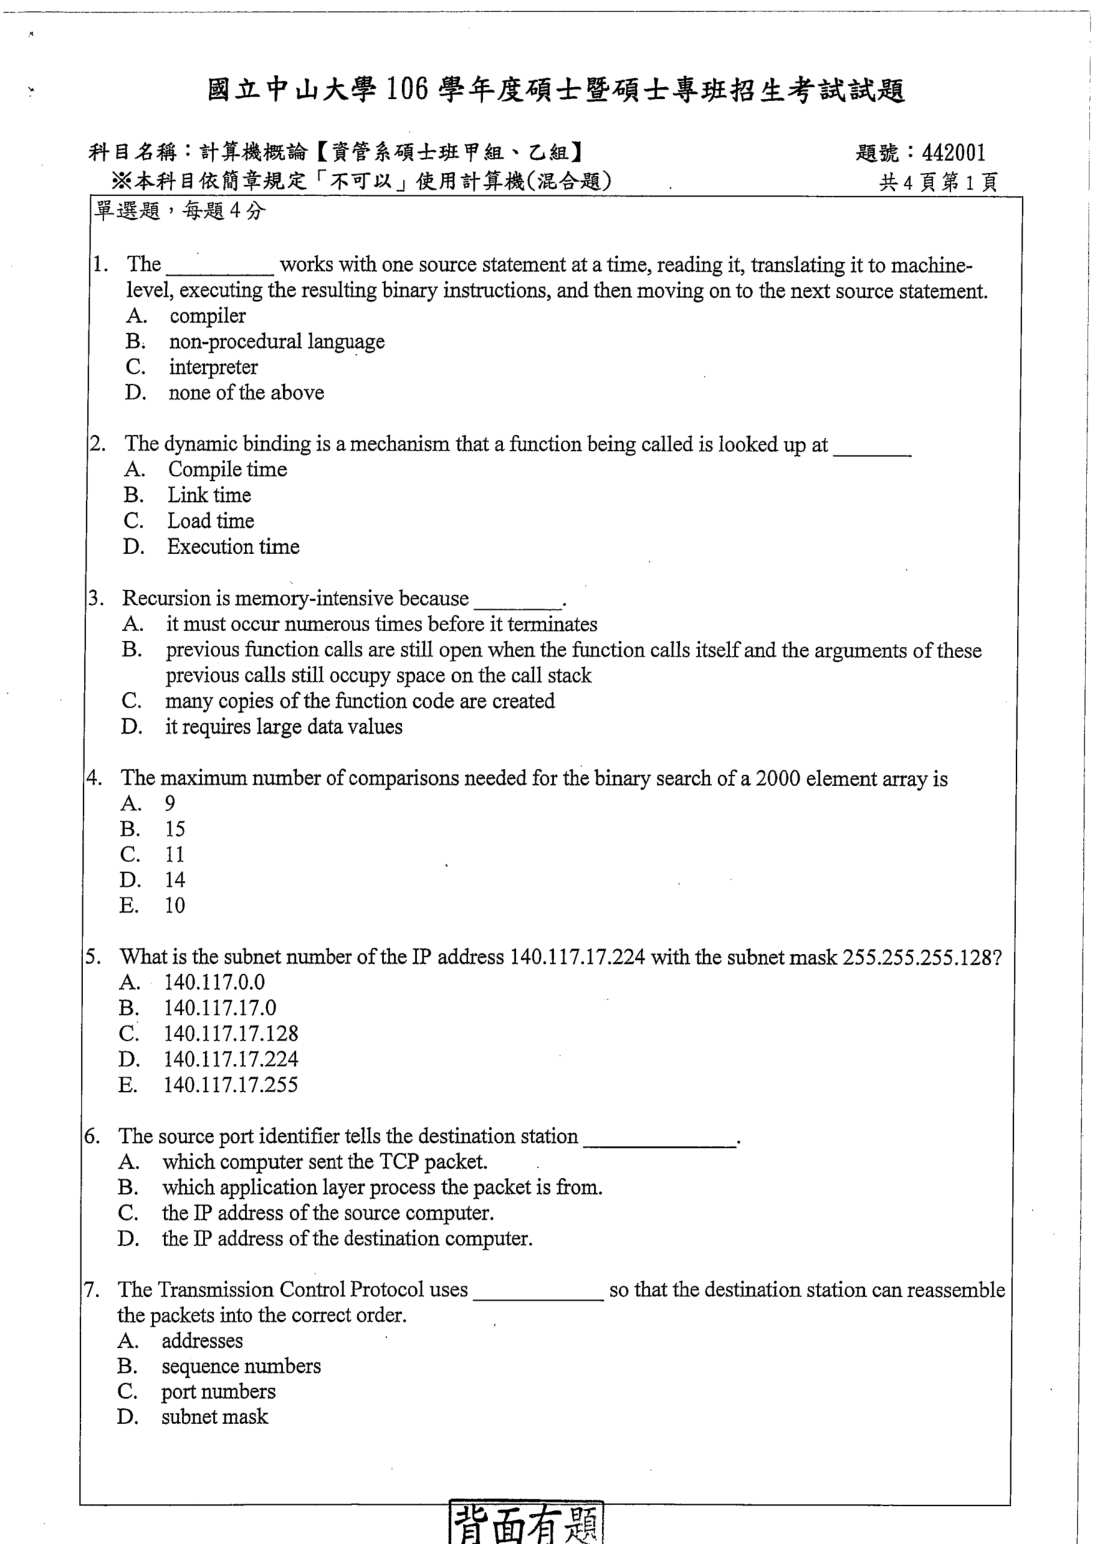 國立中山大學 106 學年度碩士暨碩士專班招生考試試題
科目名稱：計算機概論【資管系碩士班甲組、乙組】 題號：442001
※本科目依簡章規定「不可以」使用計算機(混合題) 共 4 頁第 1 頁
單選題，每題 4 分
1. The __________ works with one source statement at a time, reading it, translating it to machine-
level, executing the resulting binary instructions, and then moving on to the next source statement.
A. compiler
B. non-procedural language
C. interpreter
D. none of the above
2. The dynamic binding is a mechanism that a function being called is looked up at _______
A. Compile time
B. Link time
C. Load time
D. Execution time
3. Recursion is memory-intensive because ________.
A. it must occur numerous times before it terminates
B. previous function calls are still open when the function calls itself and the arguments of these
previous calls still occupy space on the call stack
C. many copies of the function code are created
D. it requires large data values
4. The maximum number of comparisons needed for the binary search of a 2000 element array is
A. 9
B. 15
C. 11
D. 14
E. 10
5. What is the subnet number of the IP address 140.117.17.224 with the subnet mask 255.255.255.128?
A. 140.117.0.0
B. 140.117.17.0
C. 140.117.17.128
D. 140.117.17.224
E. 140.117.17.255
6. The source port identifier tells the destination station ______________.
A. which computer sent the TCP packet.
B. which application layer process the packet is from.
C. the IP address of the source computer.
D. the IP address of the destination computer.
7. The Transmission Control Protocol uses ____________ so that the destination station can reassemble
the packets into the correct order.
A. addresses
B. sequence numbers
C. port numbers
D. subnet mask
背面有題